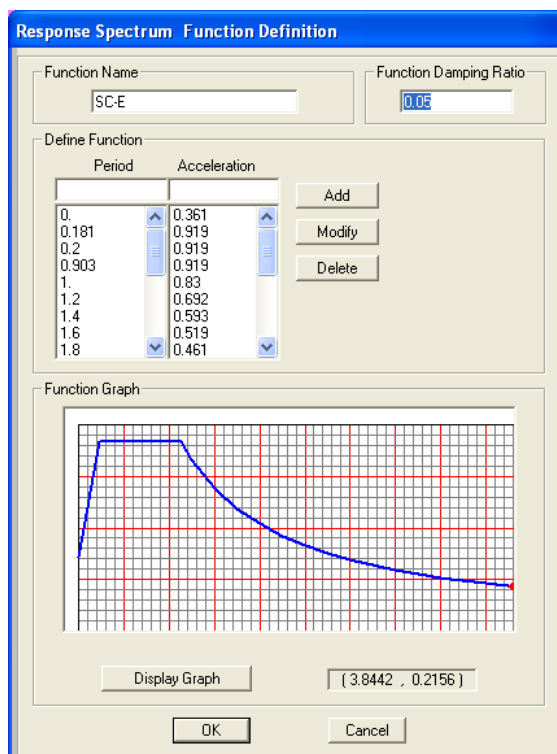 Response Spectrum Function Definition
Function Name
Function Damping Ratio
SC-E
0.05
Define Function
Period Acceleration
Add
Modify
Delete
0. 0.361
0.181 0.919
0.2 0.919
0.903 0.919
1. 0.83
1.2 0.692
1.4 0.593
1.6 0.519
1.8 0.461
Function Graph
Display Graph
(3.8442 , 0.2156)
OK
Cancel